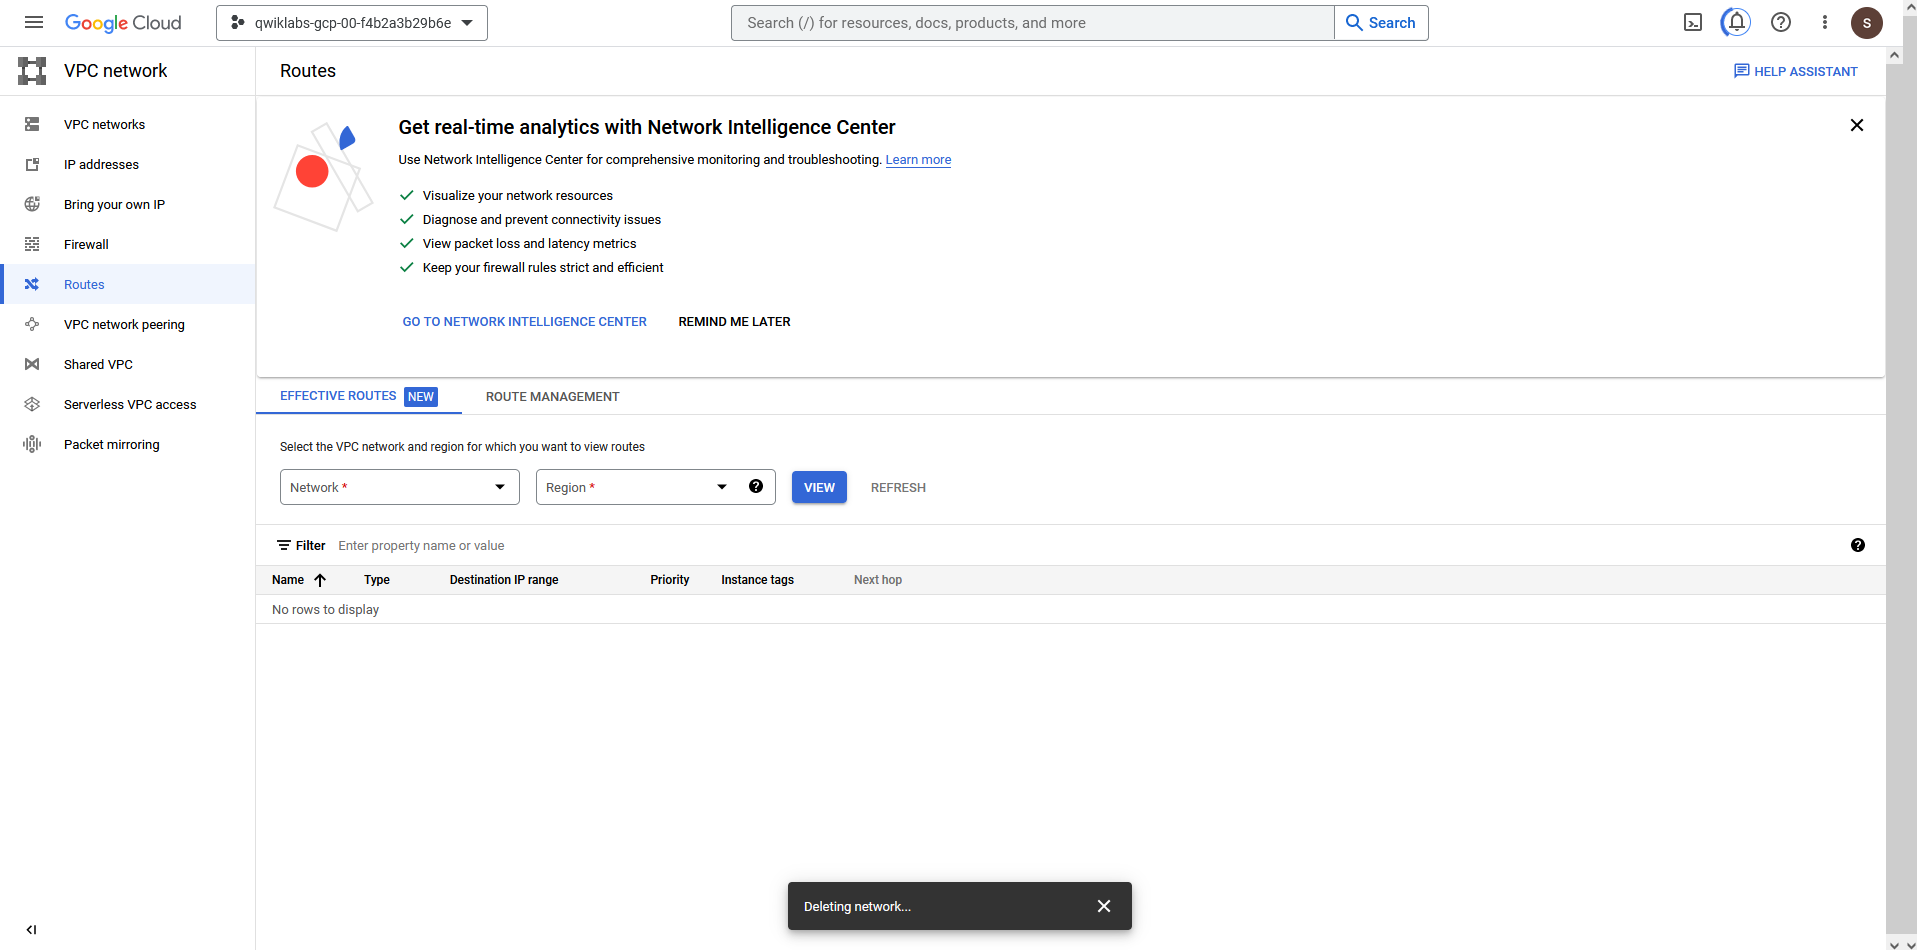 Google Cloud
qwiklabs-gcp-00-f4b2a3b29b6e
Search (/) for resources, docs, products, and more
Search
S
VPC network
Routes
HELP ASSISTANT
VPC networks
IP addresses
Bring your own IP
Firewall
Routes
VPC network peering
Shared VPC
Serverless VPC access
Packet mirroring
Get real-time analytics with Network Intelligence Center
Use Network Intelligence Center for comprehensive monitoring and troubleshooting. Learn more
Visualize your network resources
Diagnose and prevent connectivity issues
View packet loss and latency metrics
Keep your firewall rules strict and efficient
GO TO NETWORK INTELLIGENCE CENTER
REMIND ME LATER
EFFECTIVE ROUTES NEW
ROUTE MANAGEMENT
Select the VPC network and region for which you want to view routes
Network *
Region *
VIEW
REFRESH
Filter
Enter property name or value
Name
Type
Destination IP range
Priority
Instance tags
Next hop
No rows to display
Deleting network...